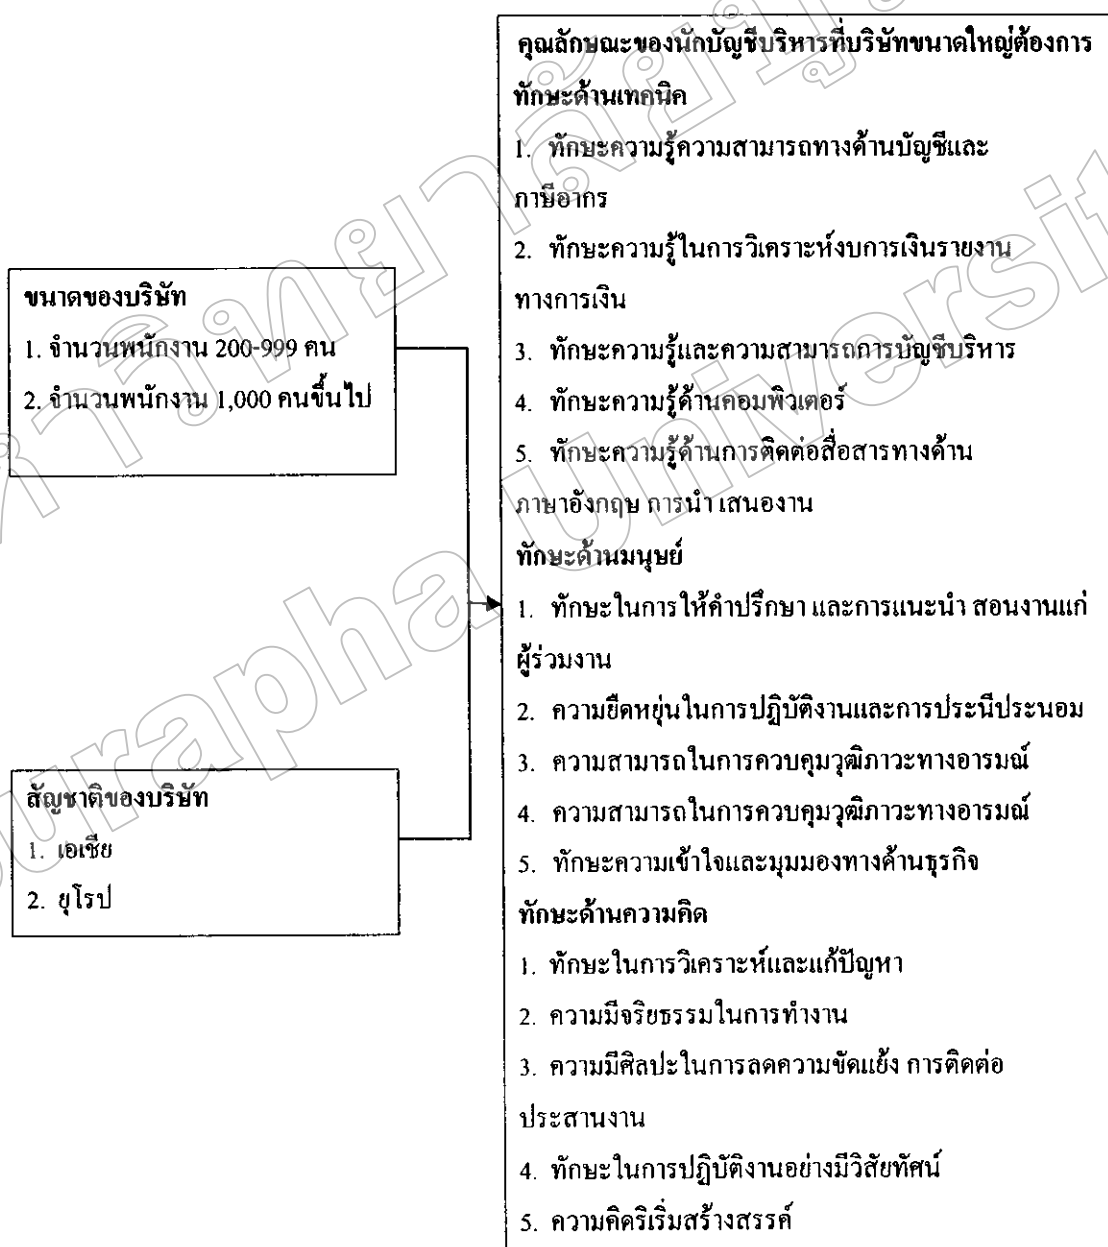 ขนาดของบริษัท
1. จำนวนพนักงาน 200-999 คน
2. จำนวนพนักงาน 1,000 คนขึ้นไป
สัญชาติของบริษัท
1. เอเชีย
2. ยุโรป
คุณลักษณะของนักบัญชีบริหารที่บริษัทขนาดใหญ่ต้องการ
ทักษะด้านเทคนิค
1. ทักษะความรู้ความสามารถทางด้านบัญชีและ
ภาษีอากร
2. ทักษะความรู้ในการวิเคราะห์งบการเงินรายงาน
ทางการเงิน
3. ทักษะความรู้และความสามารถการบัญชีบริหาร
4. ทักษะความรู้ด้านคอมพิวเตอร์
5. ทักษะความรู้ด้านการติดต่อสื่อสารทางด้าน
ภาษาอังกฤษ การนำ เสนองาน
ทักษะด้านมนุษย์
1. ทักษะในการให้คำปรึกษา และการแนะนำ สอนงานแก่
ผู้ร่วมงาน
2. ความยืดหยุ่นในการปฏิบัติงานและการประนีประนอม
3. ความสามารถในการควบคุมวุฒิภาวะทางอารมณ์
4. ความสามารถในการควบคุมวุฒิภาวะทางอารมณ์
5. ทักษะความเข้าใจและมุมมองทางด้านธุรกิจ
ทักษะด้านความคิด
1. ทักษะในการวิเคราะห์และแก้ปัญหา
2. ความมีจริยธรรมในการทำงาน
3. ความมีศิลปะในการลดความขัดแย้ง การติดต่อ
ประสานงาน
4. ทักษะในการปฏิบัติงานอย่างมีวิสัยทัศน์
5. ความคิดริเริ่มสร้างสรรค์